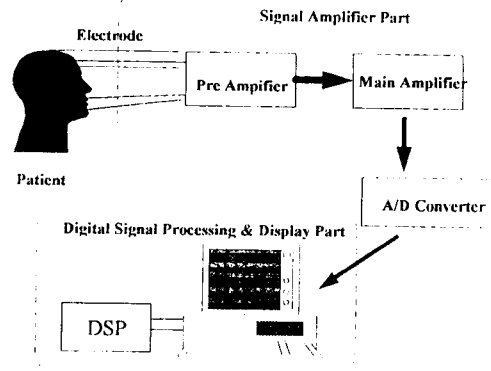 Signal Amplifier Part
Electrode
Pre Ampifier
Main Amplifier
Patient
A/D Converter
Digital Signal Processing & Display Part
DSP